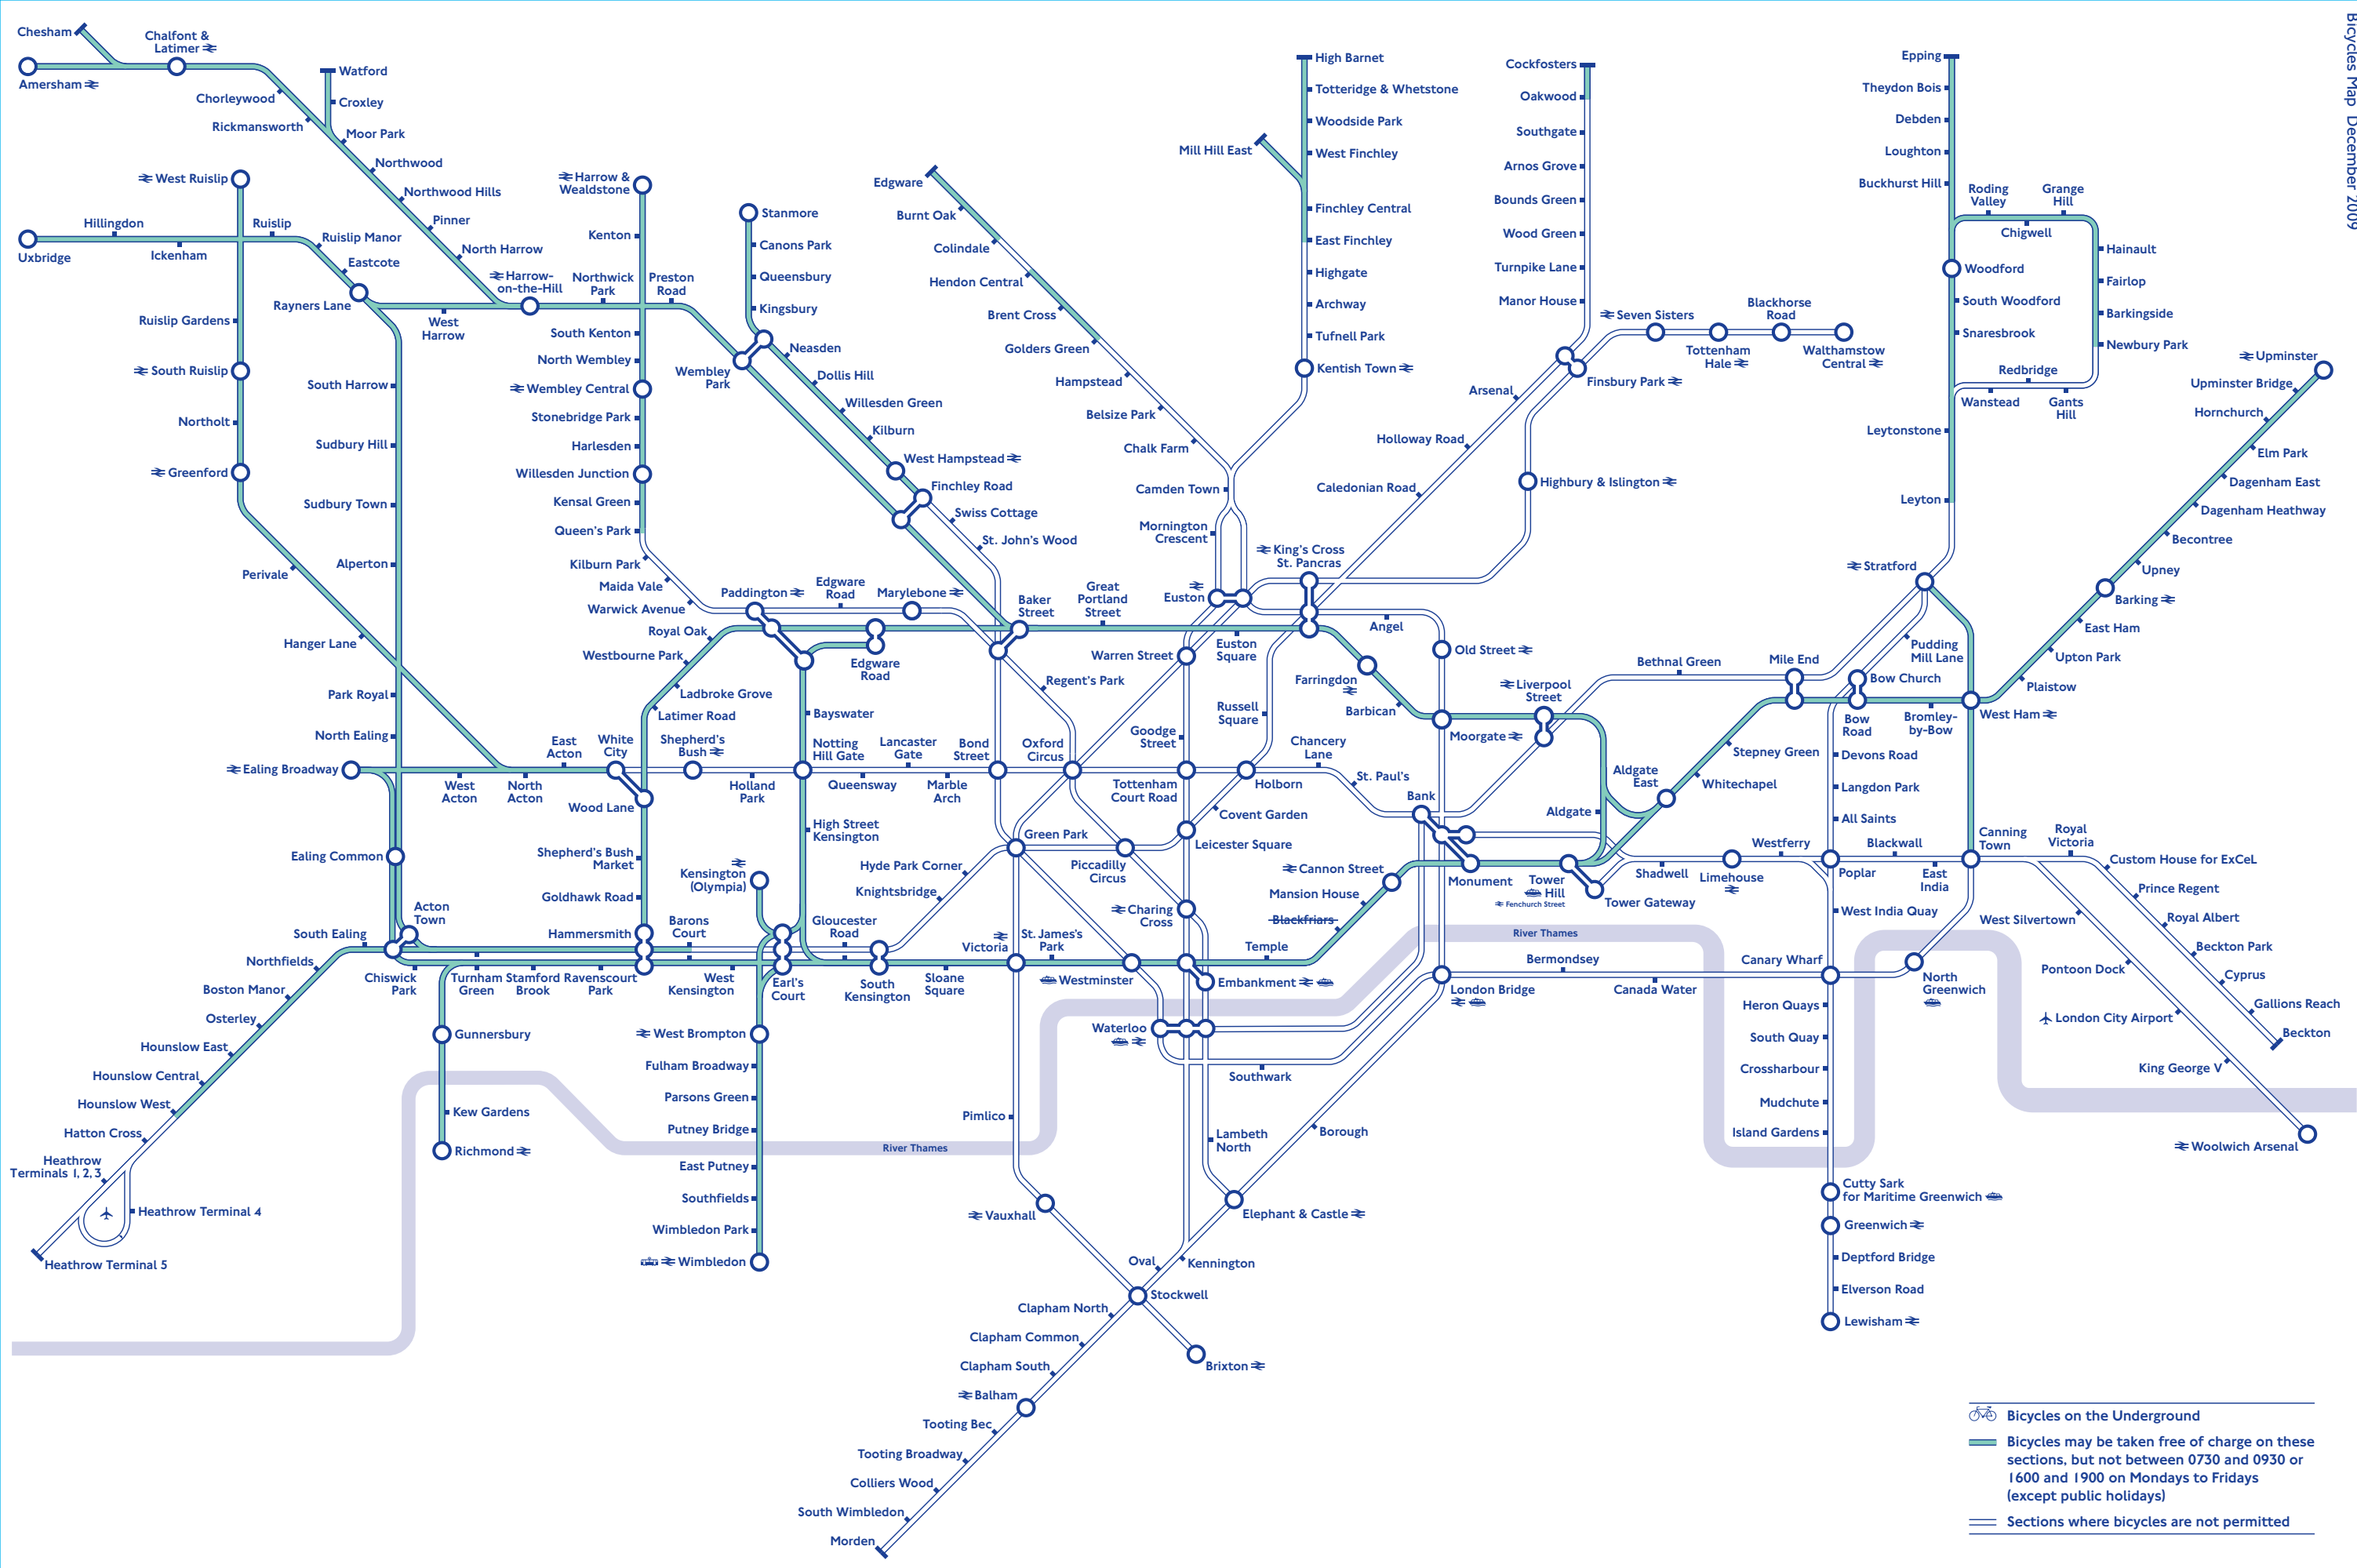 Bicycles Map December 2009
Chesham
Chalfont &
Latimer
Amersham
Watford
Croxley
Chorleywood
Rickmansworth
Moor Park
Northwood
Northwood Hills
Pinner
North Harrow
Harrow-
on-the-Hill
West Ruislip
Hillingdon
Ruislip
Uxbridge
Ickenham
Ruislip Manor
Eastcote
Rayners Lane
West
Harrow
Northwick
Park
Preston
Road
Ruislip Gardens
South Ruislip
Northolt
Greenford
Perivale
Hanger Lane
South Harrow
Sudbury Hill
Sudbury Town
Alperton
Park Royal
North Ealing
Harrow &
Wealdstone
Kenton
South Kenton
North Wembley
Wembley Central
Stonebridge Park
Harlesden
Willesden Junction
Kensal Green
Queen's Park
Kilburn Park
Maida Vale
Warwick Avenue
Stanmore
Canons Park
Queensbury
Kingsbury
Wembley
Park
Neasden
Dollis Hill
Willesden Green
Kilburn
West Hampstead
Finchley Road
Swiss Cottage
St. John's Wood
Edgware
Burnt Oak
Colindale
Hendon Central
Brent Cross
Golders Green
Hampstead
Belsize Park
Chalk Farm
Camden Town
Mornington
Crescent
High Barnet
Totteridge & Whetstone
Woodside Park
West Finchley
Mill Hill East
Finchley Central
East Finchley
Highgate
Archway
Tufnell Park
Kentish Town
Cockfosters
Oakwood
Southgate
Arnos Grove
Bounds Green
Wood Green
Turnpike Lane
Manor House
Finsbury Park
Arsenal
Holloway Road
Caledonian Road
Seven Sisters
Blackhorse
Road
Tottenham
Hale
Walthamstow
Central
Highbury & Islington
Epping
Theydon Bois
Debden
Loughton
Buckhurst Hill
Roding
Valley
Grange
Hill
Chigwell
Hainault
Woodford
Fairlop
South Woodford
Barkingside
Snaresbrook
Newbury Park
Redbridge
Wanstead
Gants
Hill
Leytonstone
Leyton
Stratford
Upminster
Upminster Bridge
Hornchurch
Elm Park
Dagenham East
Dagenham Heathway
Becontree
Upney
Barking
East Ham
Upton Park
Plaistow
West Ham
Paddington
Edgware
Road
Marylebone
Baker
Street
Great
Portland
Street
Euston
King's Cross
St. Pancras
Royal Oak
Westbourne Park
Ladbroke Grove
Latimer Road
Edgware
Road
Regent's Park
Warren Street
Euston
Square
Angel
Old Street
Farringdon
Barbican
Moorgate
Liverpool
Street
Bethnal Green
Mile End
Pudding
Mill Lane
Bow Church
Bow
Road
Bromley-
by-Bow
Stepney Green
Whitechapel
Devons Road
Langdon Park
All Saints
Bayswater
Russell
Square
Goodge
Street
Ealing Broadway
West
Acton
North
Acton
East
Acton
White
City
Shepherd's
Bush
Wood Lane
Holland
Park
Notting
Hill Gate
Queensway
Lancaster
Gate
Marble
Arch
Bond
Street
Oxford
Circus
Tottenham
Court Road
Holborn
Chancery
Lane
St. Paul's
Bank
Aldgate
East
Aldgate
Covent Garden
Leicester Square
High Street
Kensington
Shepherd's Bush
Market
Goldhawk Road
Kensington
(Olympia)
Hyde Park Corner
Knightsbridge
Green Park
Piccadilly
Circus
Charing
Cross
Cannon Street
Mansion House
Blackfriars
Temple
Monument
Tower
Hill
Fenchurch Street
Tower Gateway
Shadwell
Limehouse
Westferry
Poplar
Blackwall
East
India
Canning
Town
Royal
Victoria
Custom House for ExCeL
Prince Regent
Royal Albert
Beckton Park
Cyprus
Gallions Reach
Beckton
West Silvertown
Pontoon Dock
London City Airport
King George V
Woolwich Arsenal
Ealing Common
Acton
Town
South Ealing
Northfields
Boston Manor
Osterley
Hounslow East
Hounslow Central
Hounslow West
Hatton Cross
Heathrow
Terminals 1, 2, 3
Heathrow Terminal 4
Heathrow Terminal 5
Chiswick
Park
Turnham
Green
Stamford
Brook
Ravenscourt
Park
Hammersmith
Barons
Court
West
Kensington
Earl's
Court
Gloucester
Road
South
Kensington
Sloane
Square
Victoria
St. James's
Park
Westminster
Embankment
Gunnersbury
Kew Gardens
Richmond
West Brompton
Fulham Broadway
Parsons Green
Putney Bridge
East Putney
Southfields
Wimbledon Park
Wimbledon
River Thames
River Thames
Waterloo
Southwark
London Bridge
Bermondsey
Canada Water
Canary Wharf
North
Greenwich
West India Quay
Heron Quays
South Quay
Crossharbour
Mudchute
Island Gardens
Cutty Sark
for Maritime Greenwich
Greenwich
Deptford Bridge
Elverson Road
Lewisham
Pimlico
Vauxhall
Lambeth
North
Borough
Elephant & Castle
Kennington
Oval
Stockwell
Brixton
Clapham North
Clapham Common
Clapham South
Balham
Tooting Bec
Tooting Broadway
Colliers Wood
South Wimbledon
Morden
Bicycles on the Underground
Bicycles may be taken free of charge on these
sections, but not between 0730 and 0930 or
1600 and 1900 on Mondays to Fridays
(except public holidays)
Sections where bicycles are not permitted